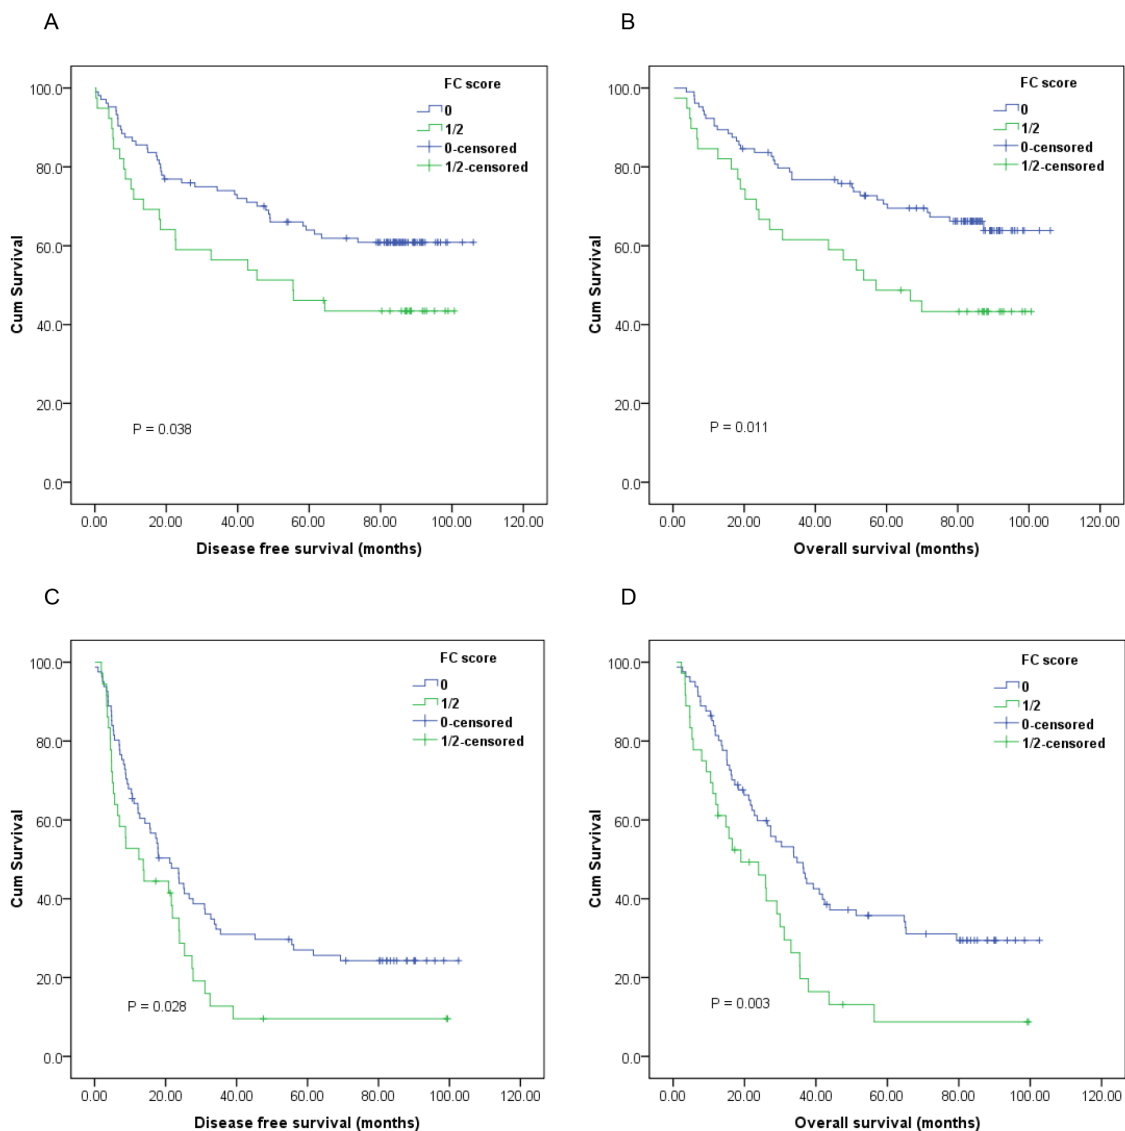 A
FC score
0
1/2
0-censored
1/2-censored
100.0
80.0
60.0
40.0
20.0
0.0
Cum Survival
P = 0.038
0.00 20.00 40.00 60.00 80.00 100.00 120.00
Disease free survival (months)
B
FC score
0
1/2
0-censored
1/2-censored
100.0
80.0
60.0
40.0
20.0
0.0
Cum Survival
P = 0.011
0.00 20.00 40.00 60.00 80.00 100.00 120.00
Overall survival (months)
C
FC score
0
1/2
0-censored
1/2-censored
100.0
80.0
60.0
40.0
20.0
0.0
Cum Survival
P = 0.028
0.00 20.00 40.00 60.00 80.00 100.00 120.00
Disease free survival (months)
D
FC score
0
1/2
0-censored
1/2-censored
100.0
80.0
60.0
40.0
20.0
0.0
Cum Survival
P = 0.003
0.00 20.00 40.00 60.00 80.00 100.00 120.00
Overall survival (months)